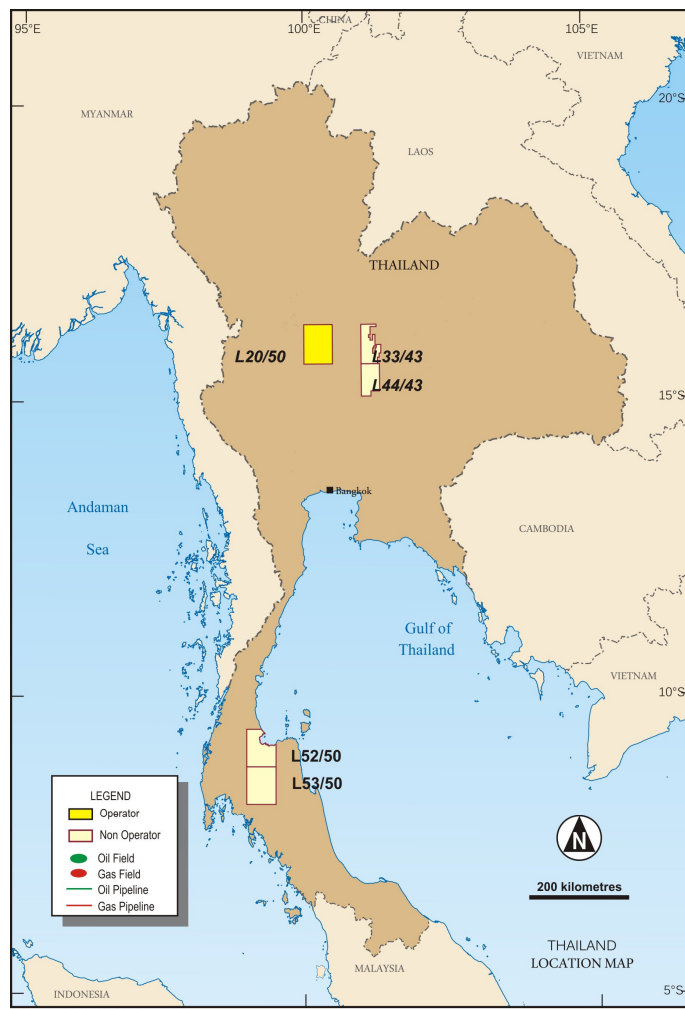 95°E
100°E
105°E
CHINA
VIETNAM
20°S
MYANMAR
LAOS
THAILAND
L20/50
L33/43
L44/43
15°S
Bangkok
Andaman
Sea
CAMBODIA
Gulf of
Thailand
VIETNAM
10°S
L52/50
L53/50
LEGEND
Operator
Non Operator
Oil Field
Gas Field
Oil Pipeline
Gas Pipeline
N
200 kilometres
THAILAND
LOCATION MAP
MALAYSIA
INDONESIA
5°S